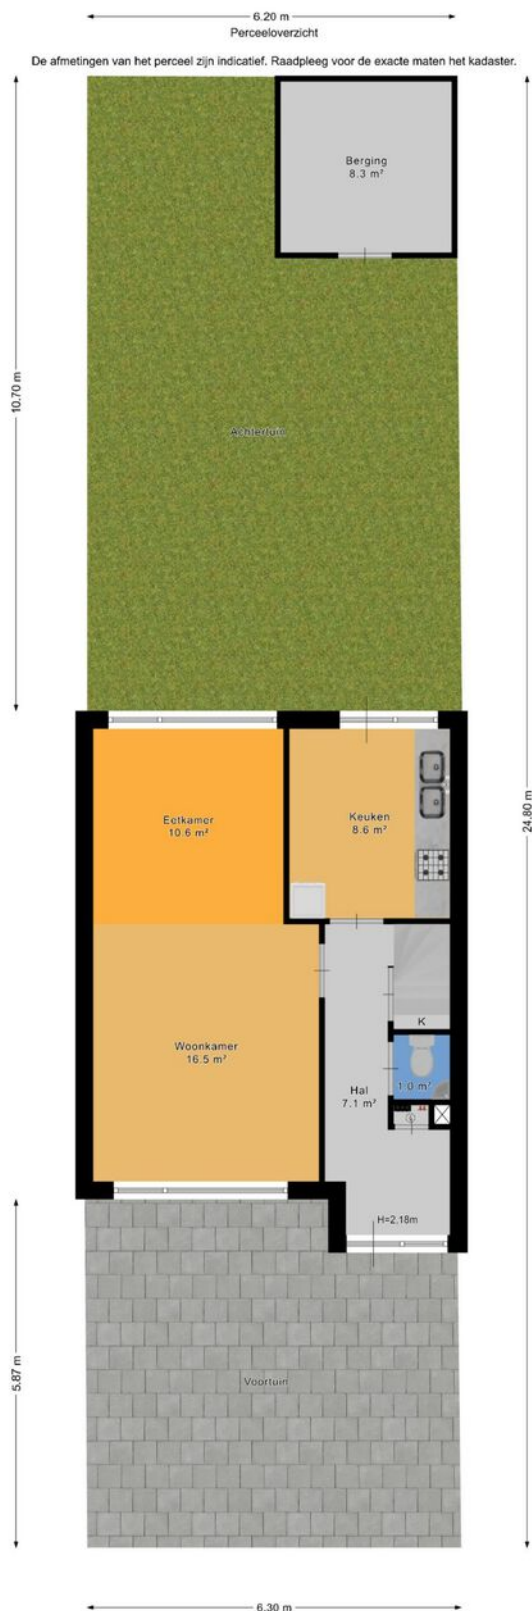 6.20 m
Perceeloverzicht
De afmetingen van het perceel zijn indicatief. Raadpleeg voor de exacte maten het kadaster.
Berging
8.3 m²
10.70 m
Achtertuin
24.80 m
Eetkamer
10.6 m²
Keuken
8.6 m²
K
Woonkamer
16.5 m²
1.0 m²
Hal
7.1 m²
H=2.18m
5.87 m
Voortuin
6.30 m